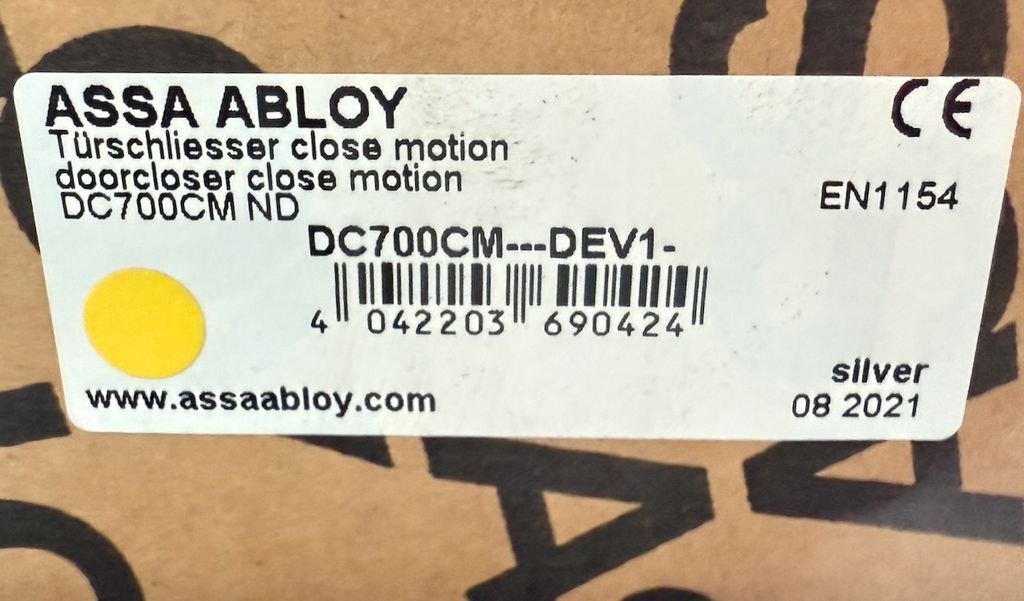 ASSA ABLOY
CE
Türschliesser close motion
doorcloser close motion
DC700CM ND
EN1154
DC700CM---DEV1-
4 042203 690424
silver
www.assaabloy.com
08 2021